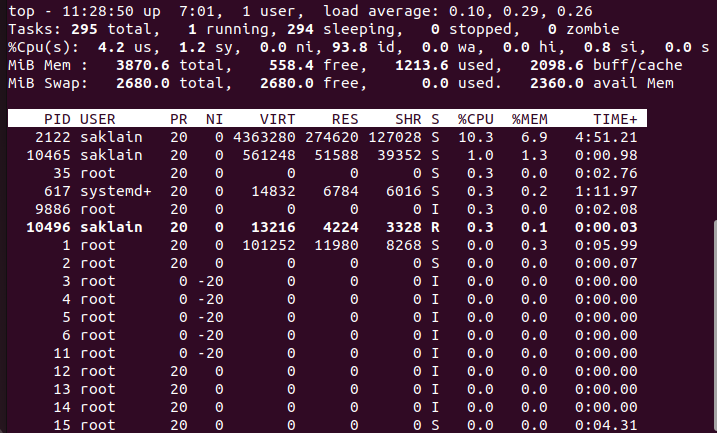 top - 11:28:50 up  7:01,  1 user,  load average: 0.10, 0.29, 0.26
Tasks: 295 total,   1 running, 294 sleeping,   0 stopped,   0 zombie
%Cpu(s):  4.2 us,  1.2 sy,  0.0 ni, 93.8 id,  0.0 wa,  0.0 hi,  0.8 si,  0.0 s
MiB Mem :   3870.6 total,    558.4 free,   1213.6 used,   2098.6 buff/cache
MiB Swap:   2680.0 total,   2680.0 free,      0.0 used.   2360.0 avail Mem
PID USER      PR  NI    VIRT    RES    SHR S  %CPU  %MEM     TIME+
2122 saklain   20   0 4363280 274620 127028 S  10.3   6.9   4:51.21
10465 saklain   20   0  561248  51588  39352 S   1.0   1.3   0:00.98
35 root      20   0       0      0      0 S   0.3   0.0   0:02.76
617 systemd+  20   0   14832   6784   6016 S   0.3   0.2   1:11.97
9886 root      20   0       0      0      0 I   0.3   0.0   0:02.08
10496 saklain   20   0   13216   4224   3328 R   0.3   0.1   0:00.03
1 root      20   0  101252  11980   8268 S   0.0   0.3   0:05.99
2 root      20   0       0      0      0 S   0.0   0.0   0:00.07
3 root       0 -20       0      0      0 I   0.0   0.0   0:00.00
4 root       0 -20       0      0      0 I   0.0   0.0   0:00.00
5 root       0 -20       0      0      0 I   0.0   0.0   0:00.00
6 root       0 -20       0      0      0 I   0.0   0.0   0:00.00
11 root       0 -20       0      0      0 I   0.0   0.0   0:00.00
12 root      20   0       0      0      0 I   0.0   0.0   0:00.00
13 root      20   0       0      0      0 I   0.0   0.0   0:00.00
14 root      20   0       0      0      0 I   0.0   0.0   0:00.00
15 root      20   0       0      0      0 S   0.0   0.0   0:04.31